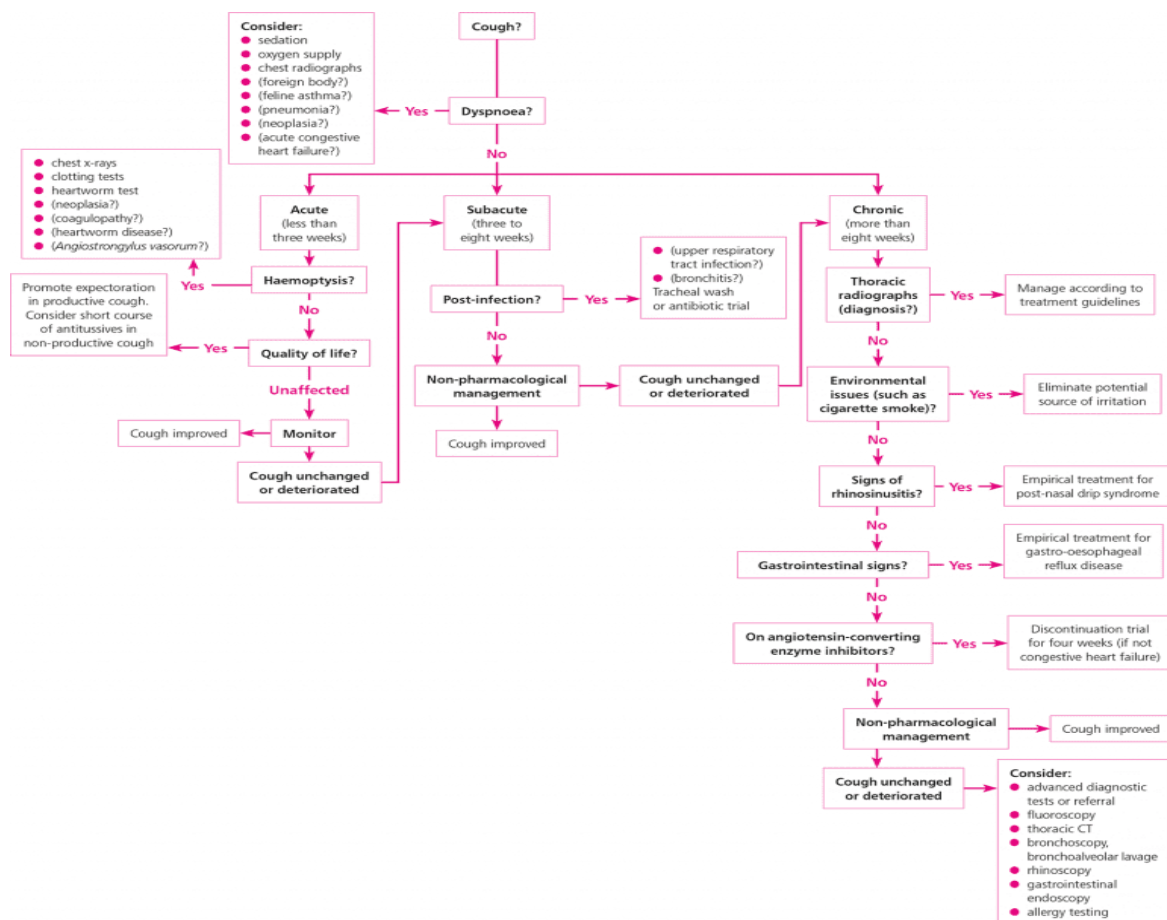 Cough?
Consider:
● sedation
● oxygen supply
● chest radiographs
● (foreign body?)
● (feline asthma?)
● (pneumonia?)
● (neoplasia?)
● (acute congestive
heart failure?)
Yes
Dyspnoea?
No
● chest x-rays
● clotting tests
● heartworm test
● (neoplasia?)
● (coagulopathy?)
● (heartworm disease?)
● (Angiostrongylus vasorum?)
Acute
(less than
three weeks)
Yes
Haemoptysis?
No
Promote expectoration
in productive cough.
Consider short course
of antitussives in
non-productive cough
Yes
Quality of life?
Unaffected
Cough improved
Monitor
Cough unchanged
or deteriorated
Subacute
(three to
eight weeks)
Post-infection?
Yes
● (upper respiratory
tract infection?)
● (bronchitis?)
Tracheal wash
or antibiotic trial
No
Non-pharmacological
management
Cough improved
Cough unchanged
or deteriorated
Chronic
(more than
eight weeks)
Thoracic
radiographs
(diagnosis?)
Yes
Manage according to
treatment guidelines
No
Environmental
issues (such as
cigarette smoke)?
Yes
Eliminate potential
source of irritation
No
Signs of
rhinosinusitis?
Yes
Empirical treatment for
post-nasal drip syndrome
No
Gastrointestinal signs?
Yes
Empirical treatment for
gastro-oesophageal
reflux disease
No
On angiotensin-converting
enzyme inhibitors?
Yes
Discontinuation trial
for four weeks (if not
congestive heart failure)
No
Non-pharmacological
management
Cough improved
Cough unchanged
or deteriorated
Consider:
● advanced diagnostic
tests or referral
● fluoroscopy
● thoracic CT
● bronchoscopy,
bronchoalveolar lavage
● rhinoscopy
● gastrointestinal
endoscopy
● allergy testing